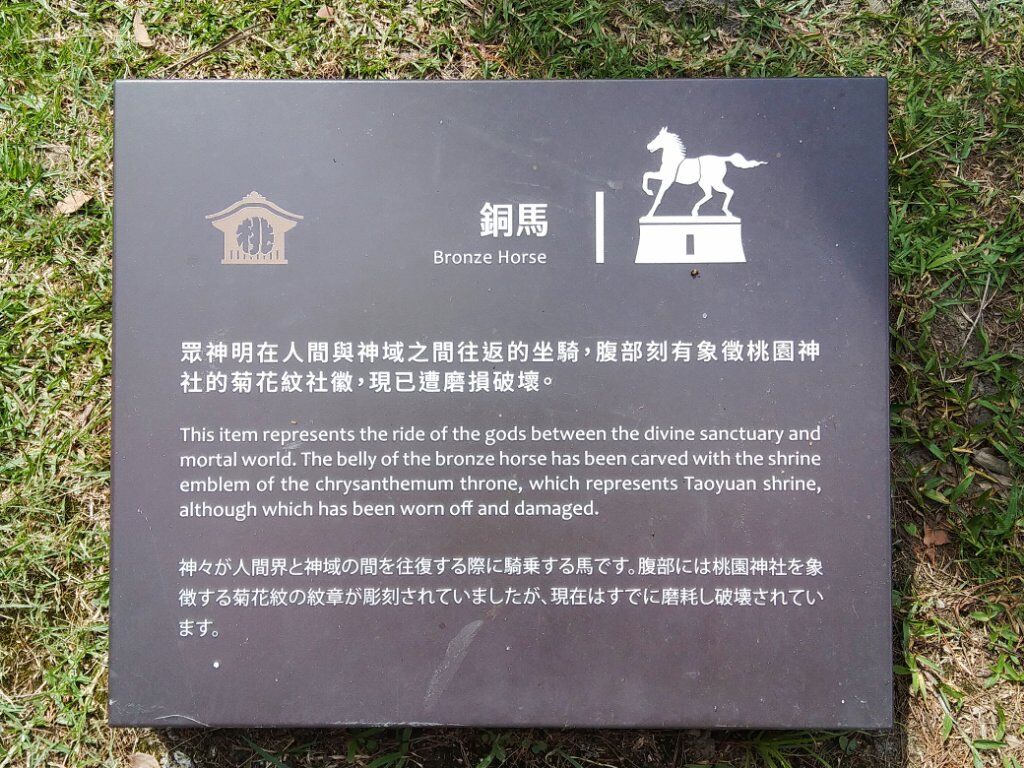 桃
銅馬
Bronze Horse
眾神明在人間與神域之間往返的坐騎，腹部刻有象徵桃園神
社的菊花紋社徽，現已遭磨損破壞。
This item represents the ride of the gods between the divine sanctuary and
mortal world. The belly of the bronze horse has been carved with the shrine
emblem of the chrysanthemum throne, which represents Taoyuan shrine,
although which has been worn off and damaged.
神々が人間界と神域の間を往復する際に騎乗する馬です。腹部には桃園神社を象
徴する菊花紋の紋章が彫刻されていましたが、現在はすでに磨耗し破壊されてい
ます。